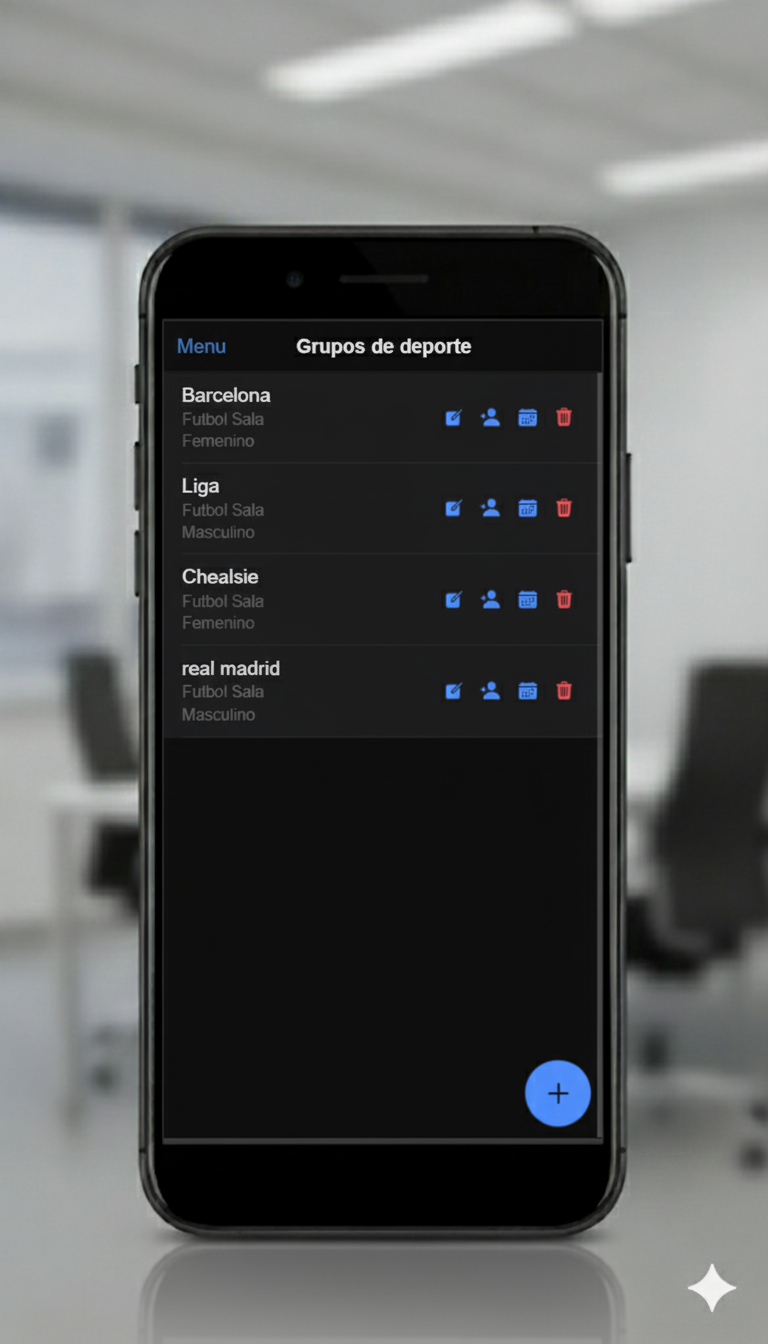 Menu
Grupos de deporte
Barcelona
Futbol Sala
Femenino
Liga
Futbol Sala
Masculino
Chealsie
Futbol Sala
Femenino
real madrid
Futbol Sala
Masculino